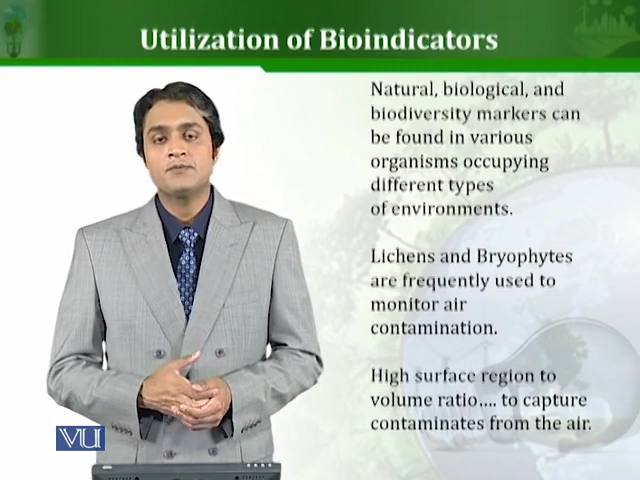 Utilization of Bioindicators
Natural, biological, and
biodiversity markers can
be found in various
organisms occupying
different types
of environments.
Lichens and Bryophytes
are frequently used to
monitor air
contamination.
High surface region to
volume ratio.... to capture
contaminates from the air.
VU